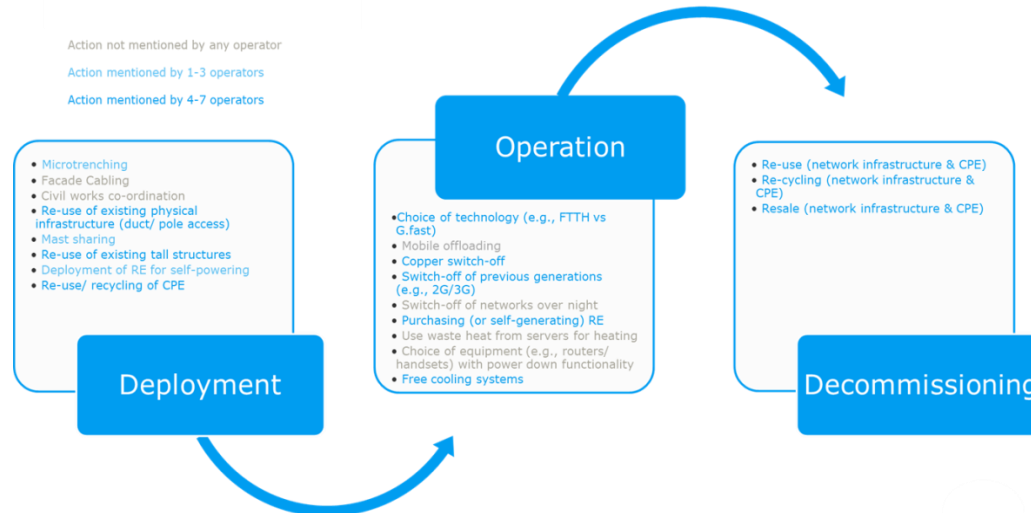 Action not mentioned by any operator
Action mentioned by 1-3 operators
Action mentioned by 4-7 operators
• Microtrenching
• Facade Cabling
• Civil works co-ordination
• Re-use of existing physical
infrastructure (duct/ pole access)
• Mast sharing
• Re-use of existing tall structures
• Deployment of RE for self-powering
• Re-use/ recycling of CPE
Deployment
Operation
•Choice of technology (e.g., FTTH vs
G.fast)
• Mobile offloading
• Copper switch-off
• Switch-off of previous generations
(e.g., 2G/3G)
• Switch-off of networks over night
• Purchasing (or self-generating) RE
• Use waste heat from servers for heating
• Choice of equipment (e.g., routers/
handsets) with power down functionality
• Free cooling systems
• Re-use (network infrastructure & CPE)
• Re-cycling (network infrastructure &
CPE)
• Resale (network infrastructure & CPE)
Decommissioning